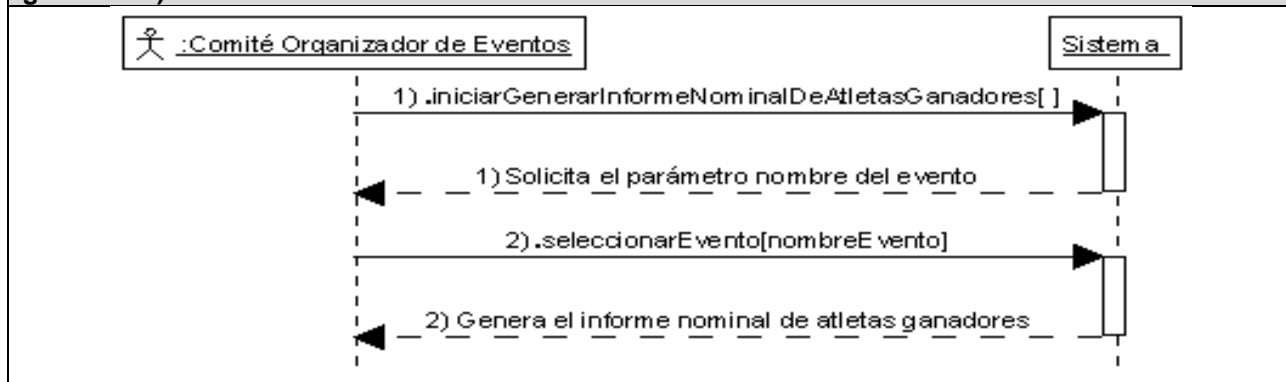 :Comité Organizador de Eventos
Sistema
1) .iniciarGenerarInformeNominalDeAtletasGanadores[ ]
1) Solicita el parámetro nombre del evento
2) .seleccionarEvento[nombreEvento]
2) Genera el informe nominal de atletas ganadores